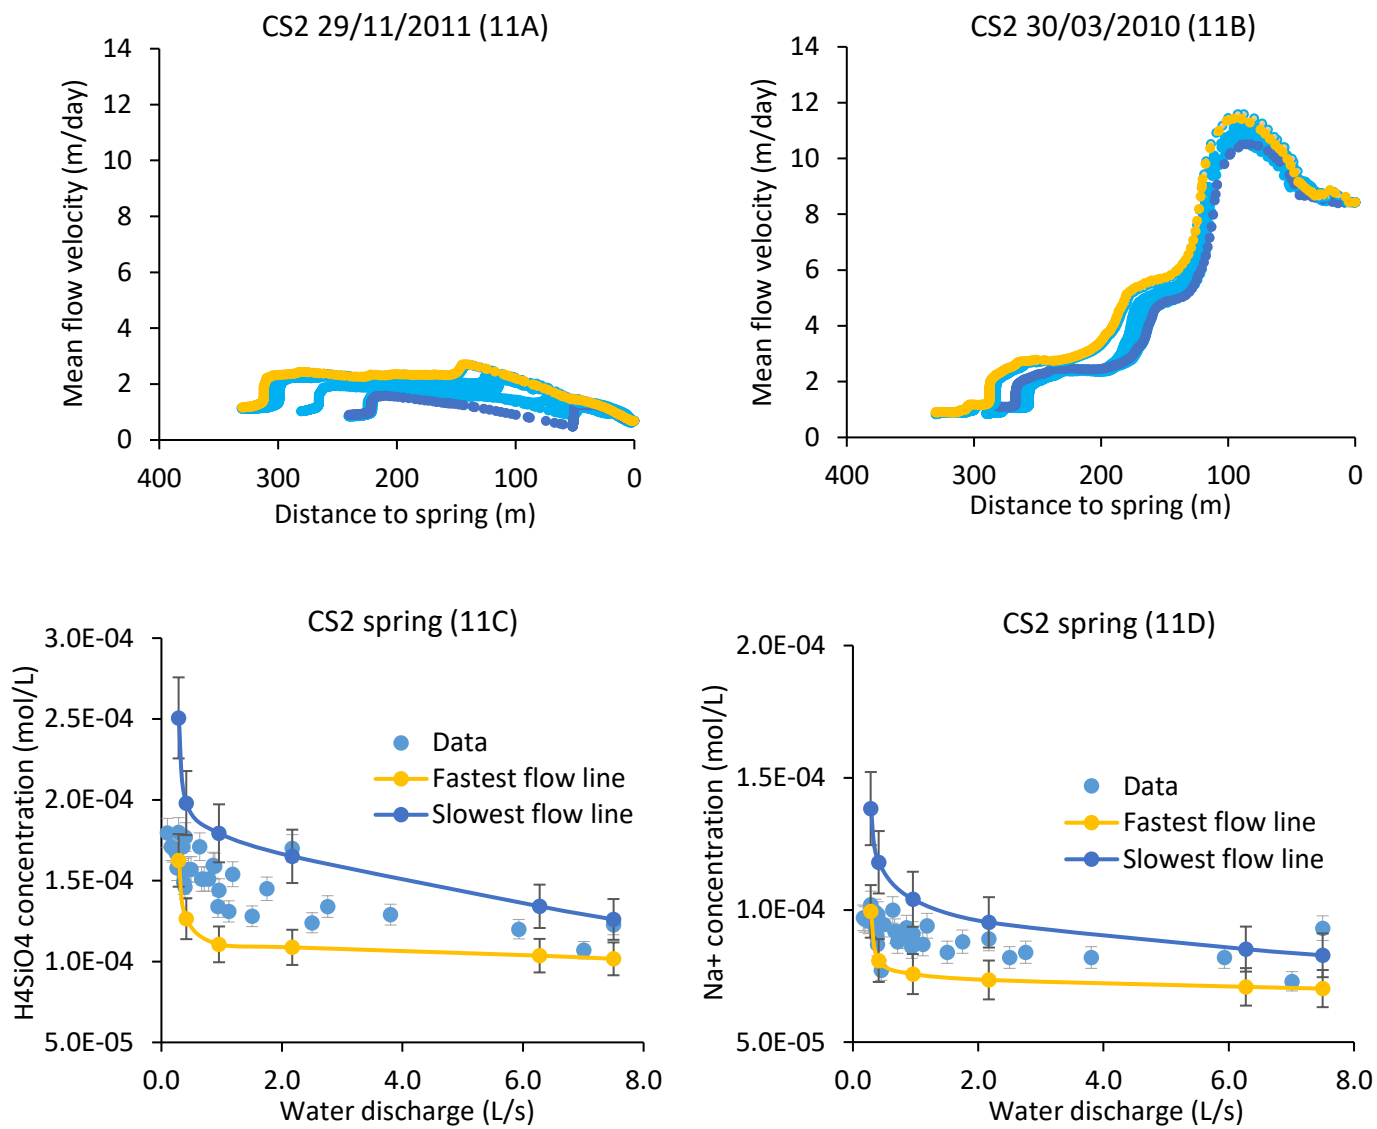 CS2 29/11/2011 (11A)
14
12
10
8
6
4
2
0
Mean flow velocity (m/day)
400 300 200 100 0
Distance to spring (m)
CS2 30/03/2010 (11B)
14
12
10
8
6
4
2
0
Mean flow velocity (m/day)
400 300 200 100 0
Distance to spring (m)
CS2 spring (11C)
3.0E-04
2.5E-04
2.0E-04
1.5E-04
1.0E-04
5.0E-05
H4SiO4 concentration (mol/L)
Data
Fastest flow line
Slowest flow line
0.0 2.0 4.0 6.0 8.0
Water discharge (L/s)
CS2 spring (11D)
2.0E-04
1.5E-04
1.0E-04
5.0E-05
Na+ concentration (mol/L)
Data
Fastest flow line
Slowest flow line
0.0 2.0 4.0 6.0 8.0
Water discharge (L/s)